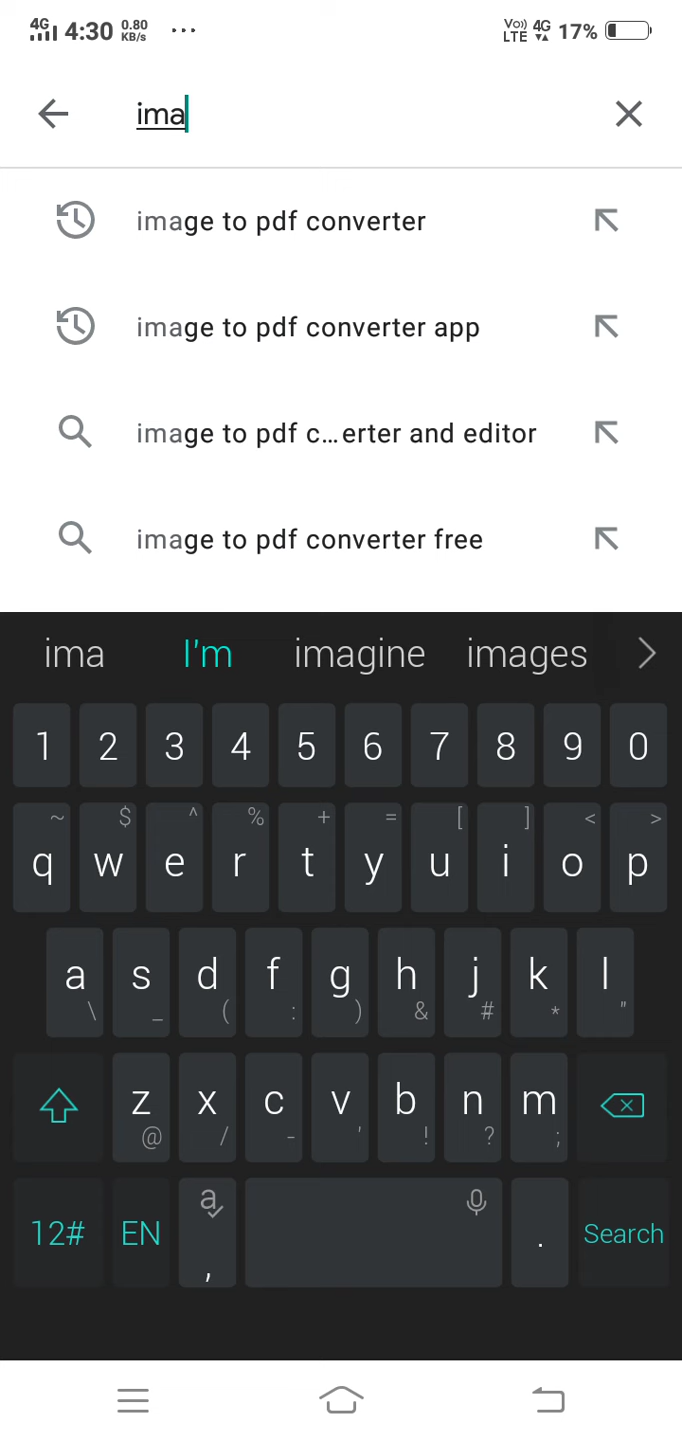 4G 4:30 0.80 KB/s ... Vo)) LTE 4G 17%
ima
image to pdf converter
image to pdf converter app
image to pdf c...erter and editor
image to pdf converter free
ima I'm imagine images
1 2 3 4 5 6 7 8 9 0
~ $ ^ % + = [ ] < >
q w e r t y u i o p
a s d f g h j k l
\ _ ( : ) & # * "
z x c v b n m
@ / - ' ! ? ;
12# EN a , . Search